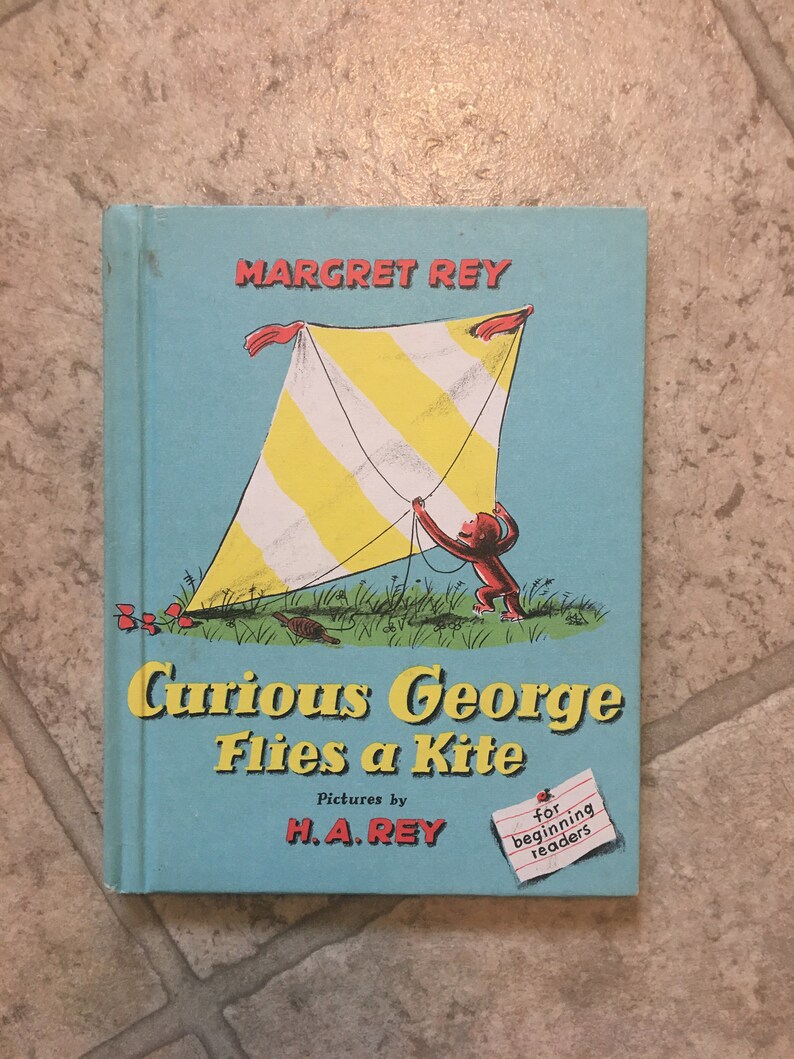 MARGRET REY
Curious George
Flies a Kite
Pictures by
H. A. REY
for
beginning
readers